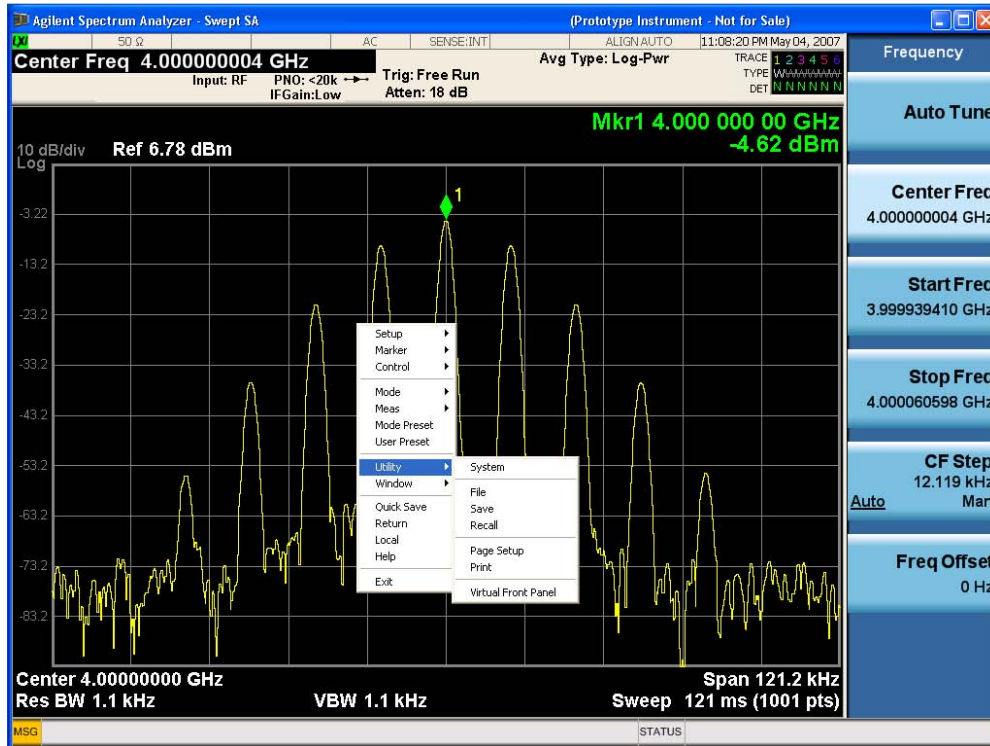 Agilent Spectrum Analyzer - Swept SA (Prototype Instrument - Not for Sale)
LXI 50 Ω AC SENSE:INT ALIGN AUTO 11:08:20 PM May 04, 2007
Center Freq 4.000000004 GHz Avg Type: Log-Pwr TRACE 1 2 3 4 5 6
Input: RF PNO: <20k Trig: Free Run TYPE W
IFGain:Low Atten: 18 dB DET N N N N N N
Mkr1 4.000 000 00 GHz
10 dB/div Ref 6.78 dBm -4.62 dBm
Log
1
-3.22
-13.2
-23.2
-33.2
-43.2
-53.2
-63.2
-73.2
-83.2
Setup
Marker
Control
Mode
Meas
Mode Preset
User Preset
Utility
Window
Quick Save
Return
Local
Help
Exit
System
File
Save
Recall
Page Setup
Print
Virtual Front Panel
Center 4.00000000 GHz Span 121.2 kHz
Res BW 1.1 kHz VBW 1.1 kHz Sweep 121 ms (1001 pts)
MSG STATUS
Frequency
Auto Tune
Center Freq
4.000000004 GHz
Start Freq
3.999939410 GHz
Stop Freq
4.000060598 GHz
CF Step
12.119 kHz
Auto Man
Freq Offset
0 Hz